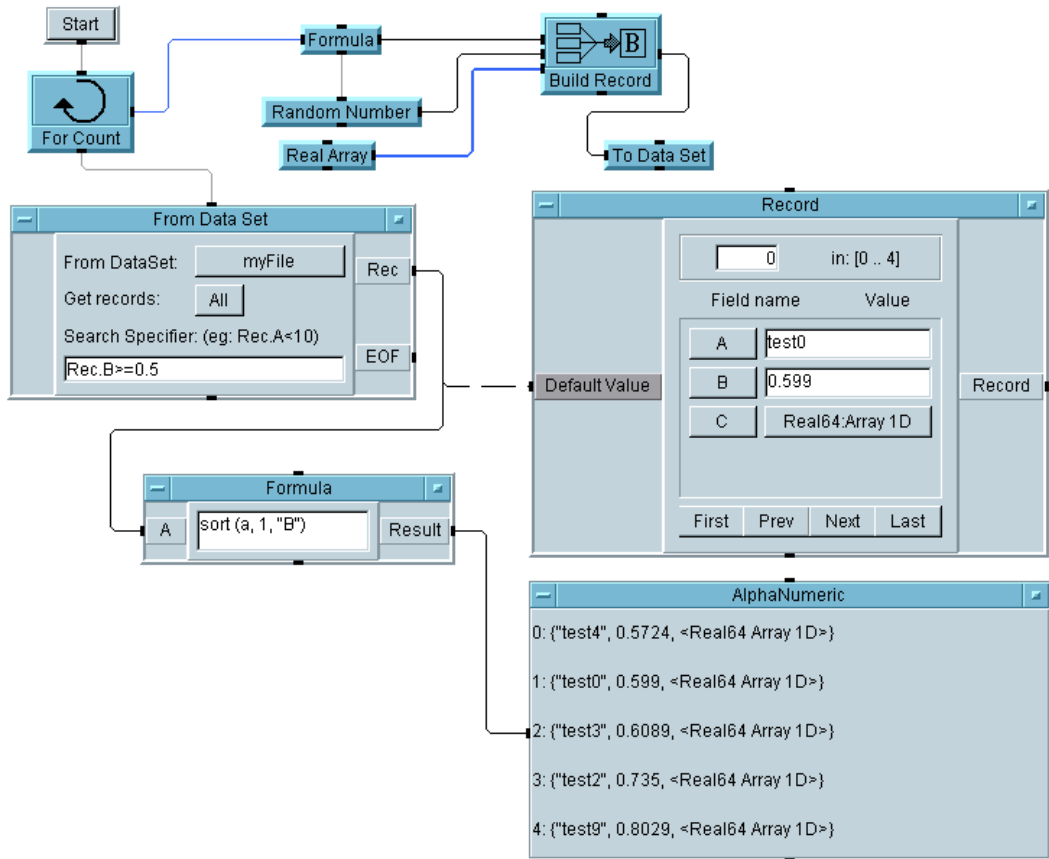 Start
For Count
Formula
Random Number
Real Array
B
Build Record
To Data Set
From Data Set
From DataSet: myFile
Get records: All
Search Specifier: (eg: Rec.A<10)
Rec.B>=0.5
Rec
EOF
Record
0 in: [0 .. 4]
Field name Value
A test0
B 0.599
C Real64:Array 1D
First Prev Next Last
Default Value
Record
Formula
A
sort (a, 1, "B")
Result
AlphaNumeric
0: {"test4", 0.5724, <Real64 Array 1D>}
1: {"test0", 0.599, <Real64 Array 1D>}
2: {"test3", 0.6089, <Real64 Array 1D>}
3: {"test2", 0.735, <Real64 Array 1D>}
4: {"test9", 0.8029, <Real64 Array 1D>}